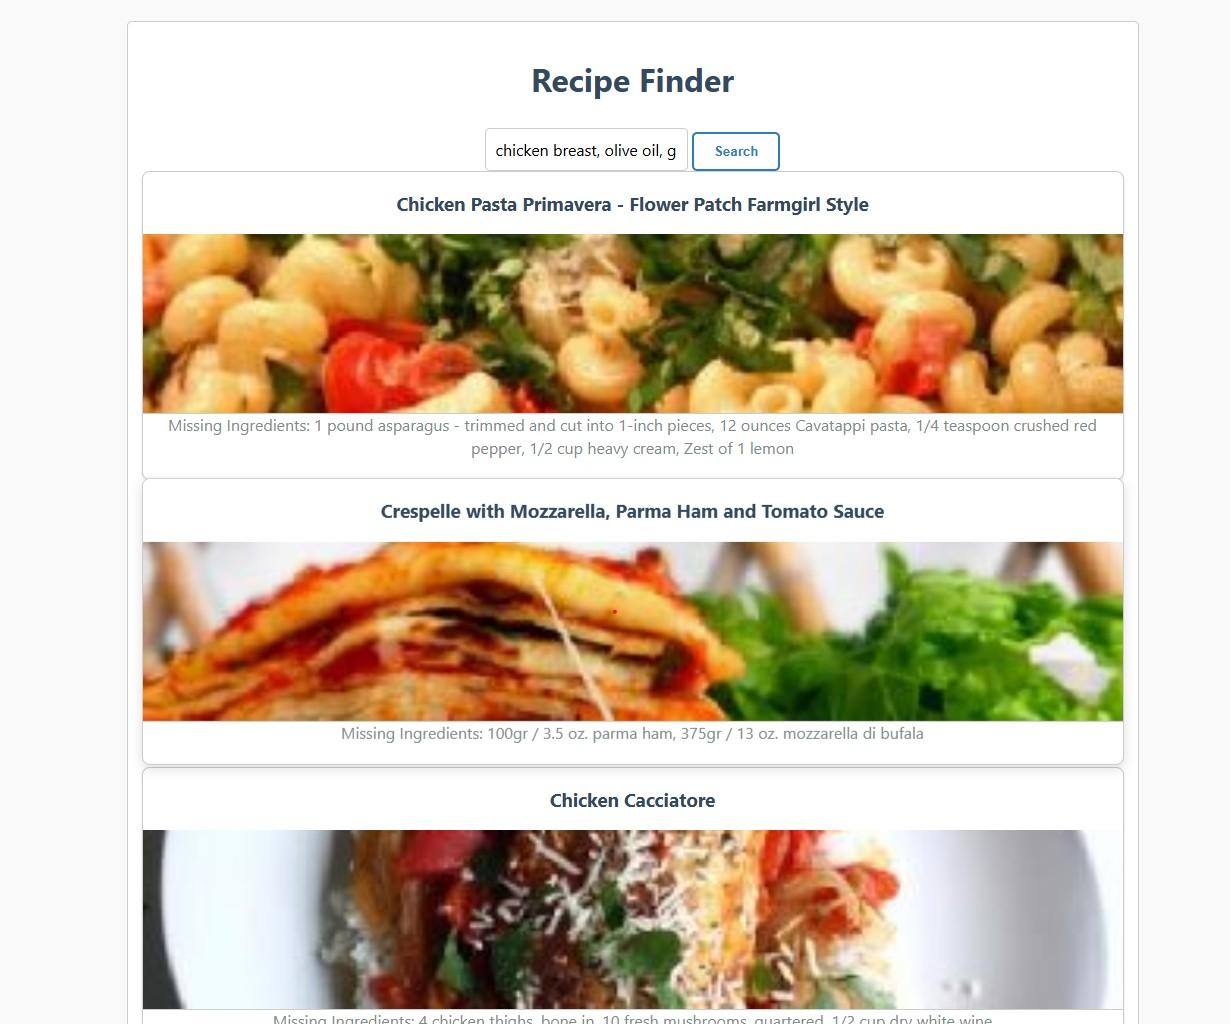 Recipe Finder
chicken breast, olive oil, g
Search
Chicken Pasta Primavera - Flower Patch Farmgirl Style
Missing Ingredients: 1 pound asparagus - trimmed and cut into 1-inch pieces, 12 ounces Cavatappi pasta, 1/4 teaspoon crushed red
pepper, 1/2 cup heavy cream, Zest of 1 lemon
Crespelle with Mozzarella, Parma Ham and Tomato Sauce
Missing Ingredients: 100gr / 3.5 oz. parma ham, 375gr / 13 oz. mozzarella di bufala
Chicken Cacciatore
Missing Ingredients: 4 chicken thighs, bone in, 10 fresh mushrooms, quartered, 1/2 cup dry white wine